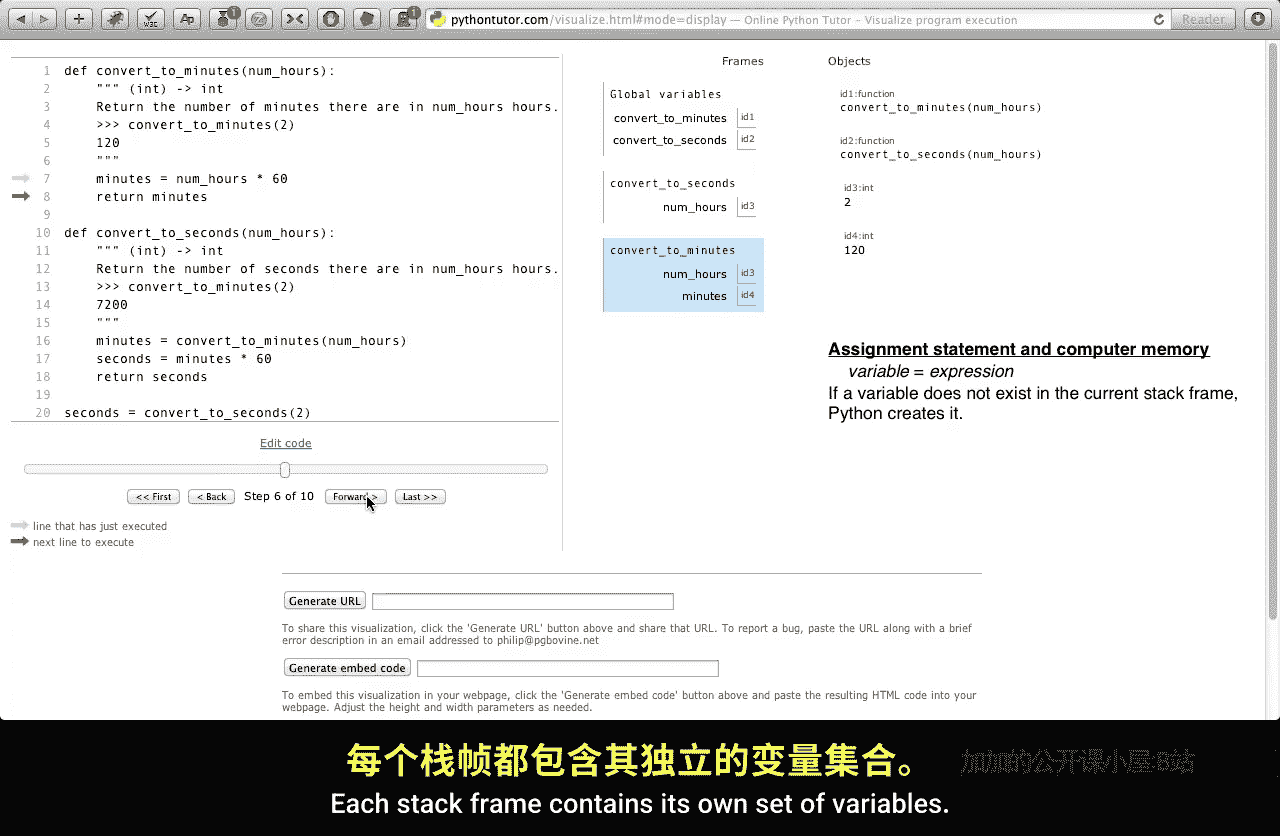 pythontutor.com/visualize.html#mode=display — Online Python Tutor – Visualize program execution
Reader
1 def convert_to_minutes(num_hours):
2 """ (int) -> int
3 Return the number of minutes there are in num_hours hours.
4 >>> convert_to_minutes(2)
5 120
6 """
7 minutes = num_hours * 60
8 return minutes
9
10 def convert_to_seconds(num_hours):
11 """ (int) -> int
12 Return the number of seconds there are in num_hours hours.
13 >>> convert_to_minutes(2)
14 7200
15 """
16 minutes = convert_to_minutes(num_hours)
17 seconds = minutes * 60
18 return seconds
19
20 seconds = convert_to_seconds(2)
Edit code
<< First
< Back
Step 6 of 10
Forward >
Last >>
line that has just executed
next line to execute
Frames
Global variables
convert_to_minutes id1
convert_to_seconds id2
convert_to_seconds
num_hours id3
convert_to_minutes
num_hours id3
minutes id4
Objects
id1:function
convert_to_minutes(num_hours)
id2:function
convert_to_seconds(num_hours)
id3:int
2
id4:int
120
Assignment statement and computer memory
variable = expression
If a variable does not exist in the current stack frame,
Python creates it.
Generate URL
To share this visualization, click the 'Generate URL' button above and share that URL. To report a bug, paste the URL along with a brief
error description in an email addressed to philip@pgbovine.net
Generate embed code
To embed this visualization in your webpage, click the 'Generate embed code' button above and paste the resulting HTML code into your
webpage. Adjust the height and width parameters as needed.
每个栈帧都包含其独立的变量集合。
加加的公开课小屋:B站
Each stack frame contains its own set of variables.